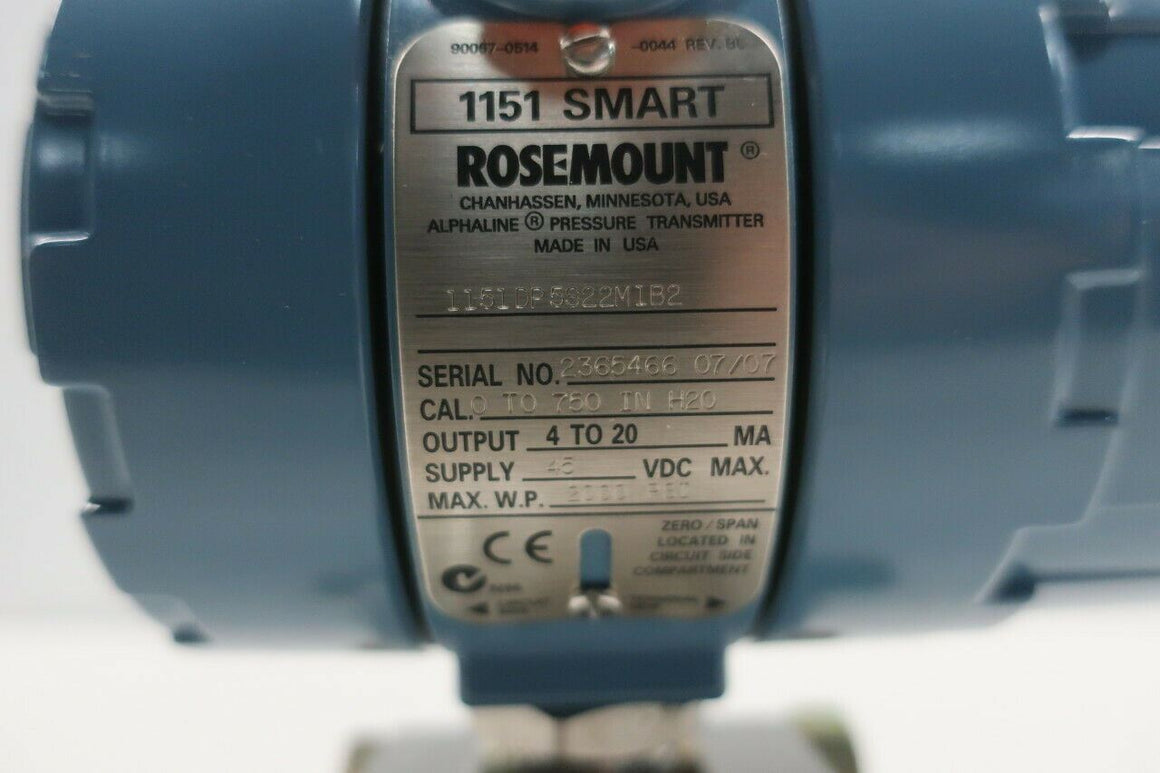 90067-0514 -0044 REV.
1151 SMART
ROSEMOUNT ®
CHANHASSEN, MINNESOTA, USA
ALPHALINE ® PRESSURE TRANSMITTER
MADE IN USA
1151DP5S22M1B2
SERIAL NO. 2365466 07/07
CAL. 0 TO 750 IN H2O
OUTPUT 4 TO 20 MA
SUPPLY 45 VDC MAX.
MAX. W.P. 2000
CE
ZERO / SPAN
LOCATED IN
CIRCUIT SIDE
COMPARTMENT